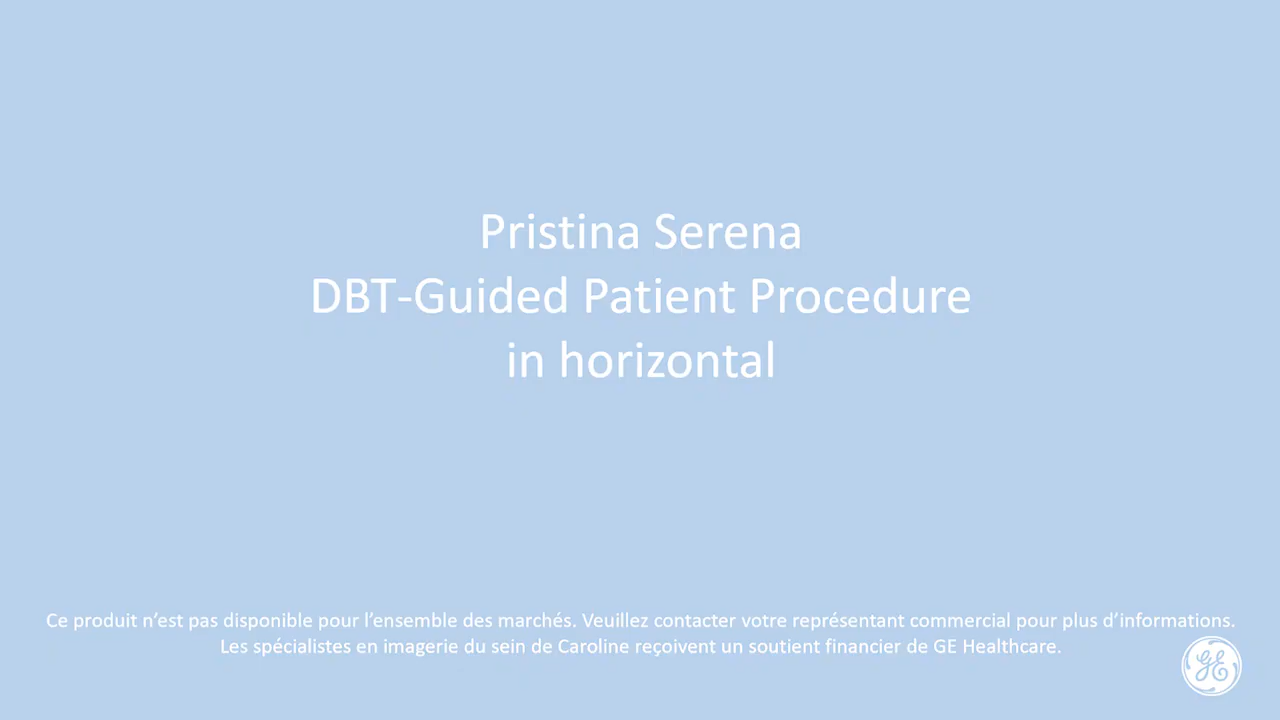 Pristina Serena
DBT-Guided Patient Procedure
in horizontal
Ce produit n’est pas disponible pour l’ensemble des marchés. Veuillez contacter votre représentant commercial pour plus d’informations.
Les spécialistes en imagerie du sein de Caroline reçoivent un soutien financier de GE Healthcare.
GE